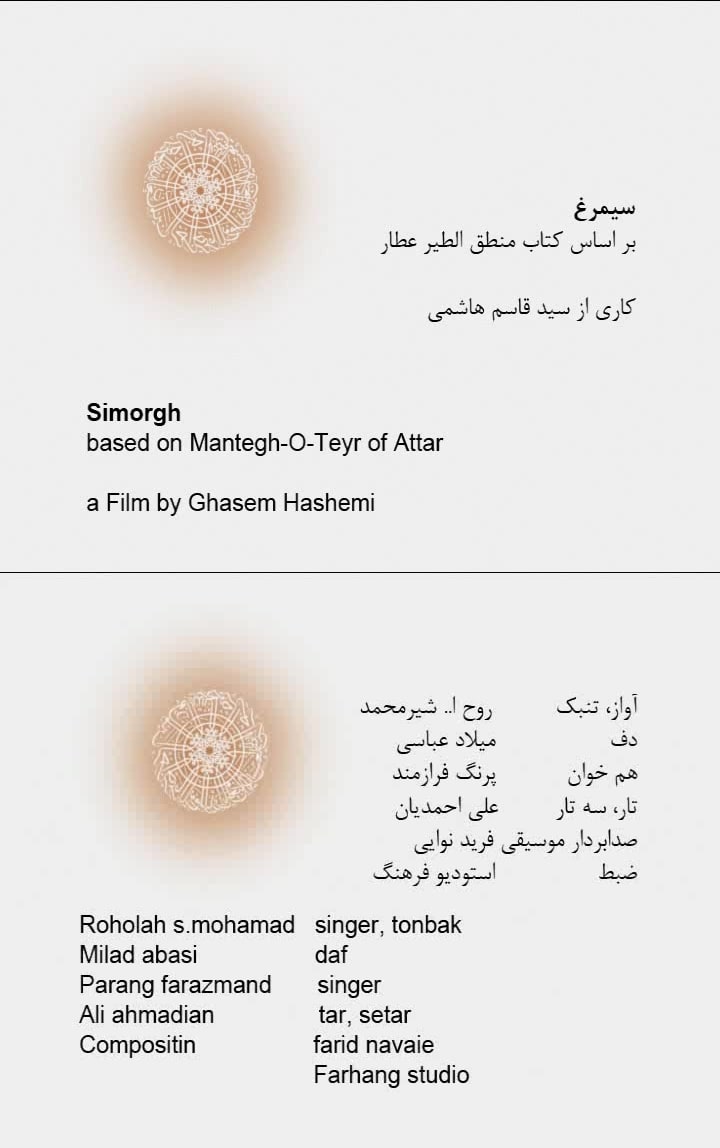 سیمرغ
بر اساس کتاب منطق الطیر عطار
کاری از سید قاسم هاشمی
Simorgh
based on Mantegh-O-Teyr of Attar
a Film by Ghasem Hashemi
آواز، تنبک روح ا.. شیرمحمد
دف میلاد عباسی
هم خوان پرنگ فرازمند
تار، سه تار علی احمدیان
صدابردار موسیقی فرید نوایی
ضبط استودیو فرهنگ
Roholah s.mohamad singer, tonbak
Milad abasi daf
Parang farazmand singer
Ali ahmadian tar, setar
Compositin farid navaie
Farhang studio